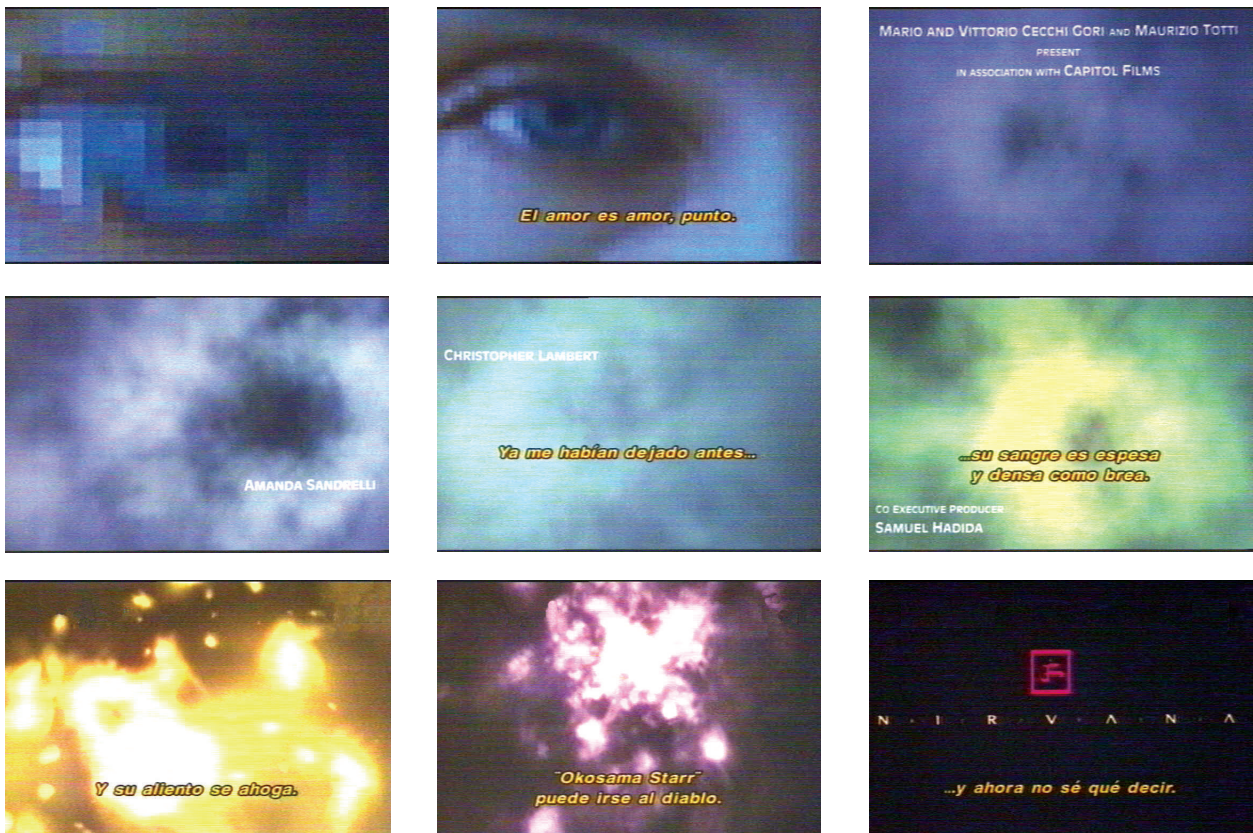 El amor es amor, punto.
MARIO AND VITTORIO CECCHI GORI AND MAURIZIO TOTTI
PRESENT
IN ASSOCIATION WITH CAPITOL FILMS
AMANDA SANDRELLI
CHRISTOPHER LAMBERT
Ya me habían dejado antes...
...su sangre es espesa
y densa como brea.
CO EXECUTIVE PRODUCER
SAMUEL HADIDA
Y su aliento se ahoga.
¨Okosama Starr¨
puede irse al diablo.
N · I · R · V · A · N · A
...y ahora no sé qué decir.